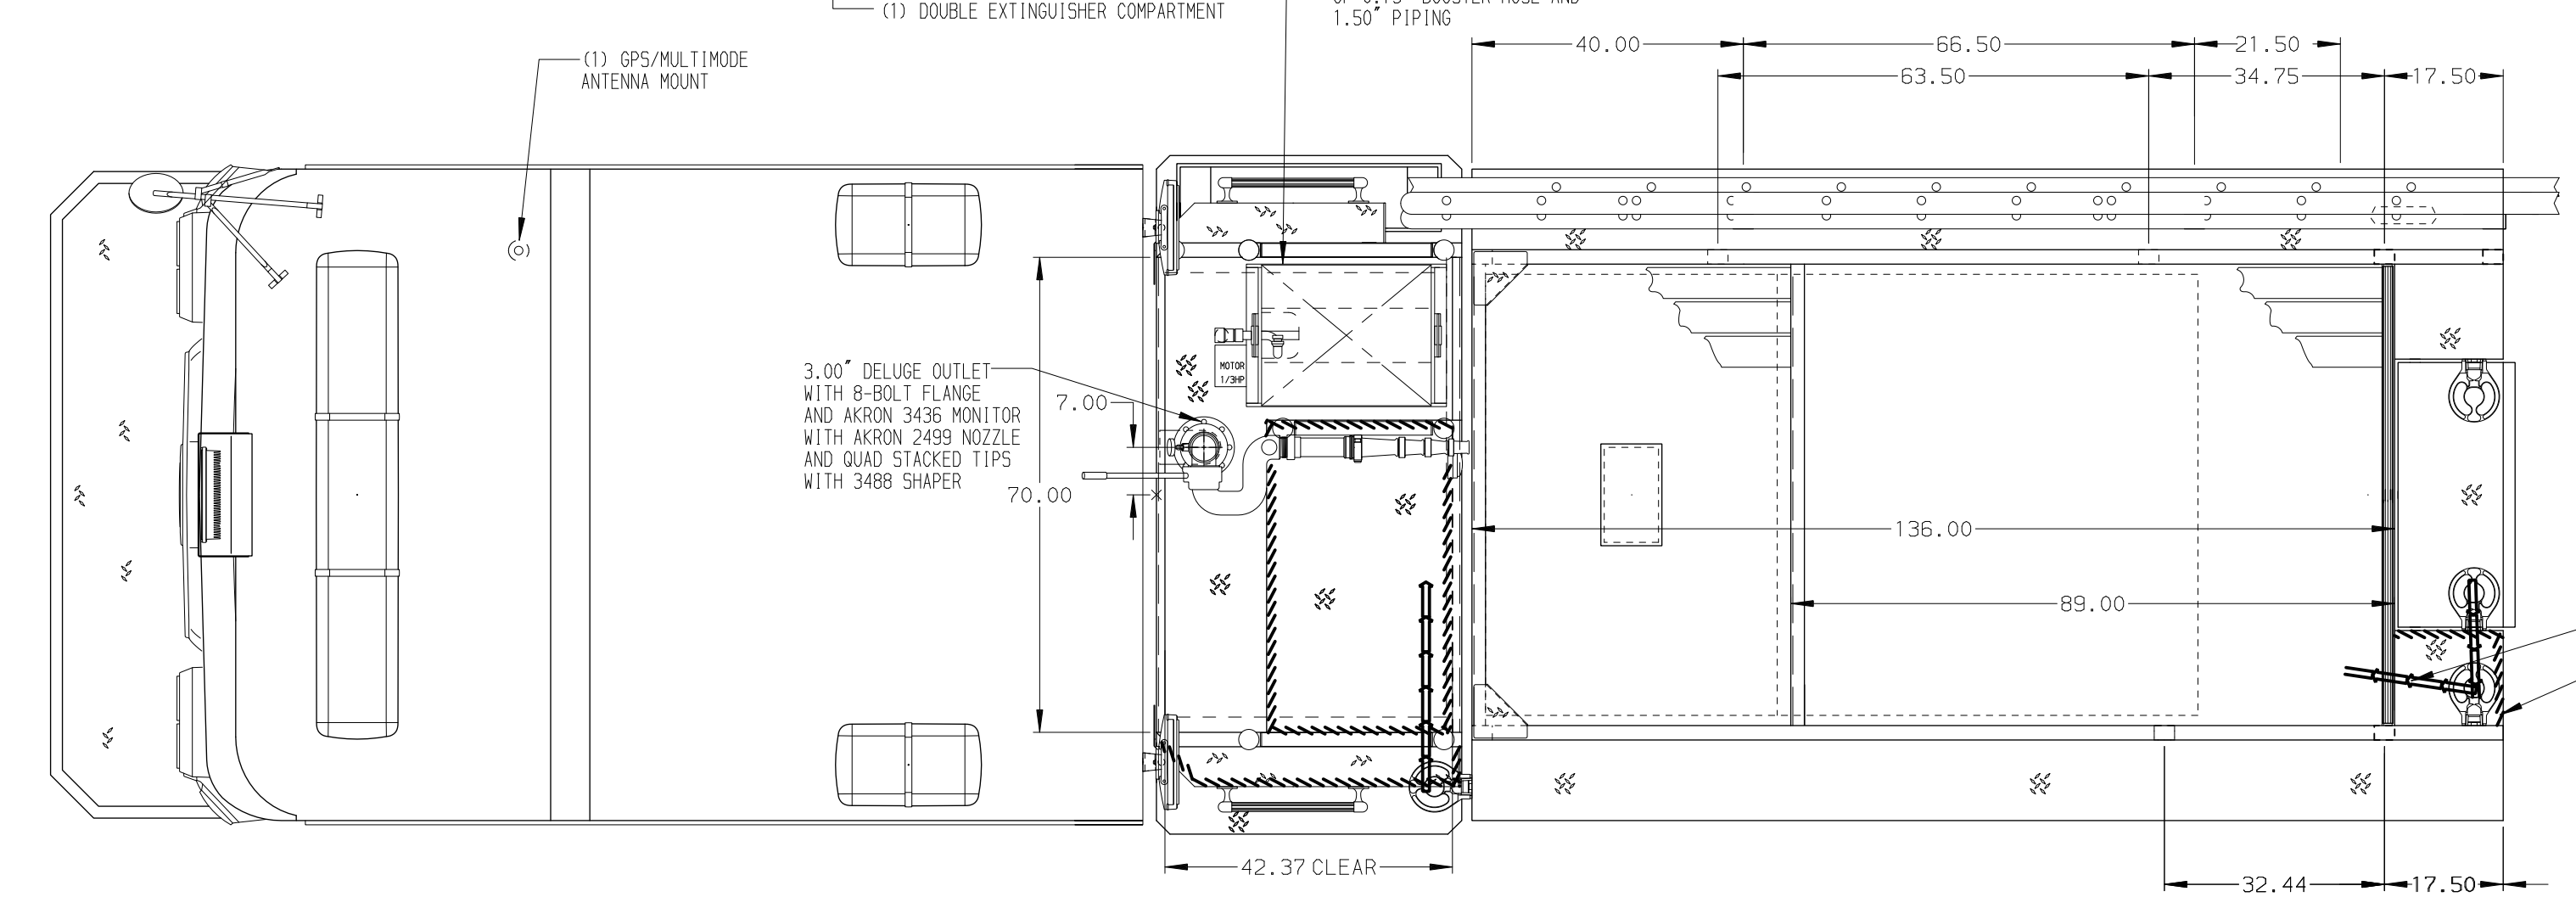 (1) DOUBLE EXTINGUISHER COMPARTMENT
1.50" PIPING
(1) GPS/MULTIMODE
ANTENNA MOUNT
40.00
66.50
21.50
63.50
34.75
17.50
3.00" DELUGE OUTLET
WITH 8-BOLT FLANGE
AND AKRON 3436 MONITOR
WITH AKRON 2499 NOZZLE
AND QUAD STACKED TIPS
WITH 3488 SHAPER
7.00
70.00
MOTOR
1/3HP
136.00
89.00
42.37 CLEAR
32.44
17.50